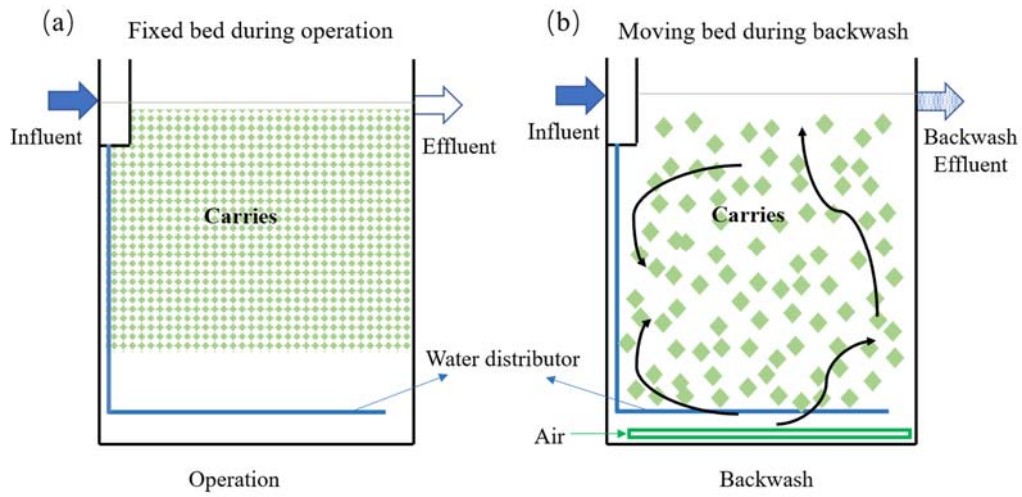 (a)
Fixed bed during operation
Influent
Effluent
Carries
Water distributor
Operation
(b)
Moving bed during backwash
Influent
Backwash
Effluent
Carries
Air
Backwash